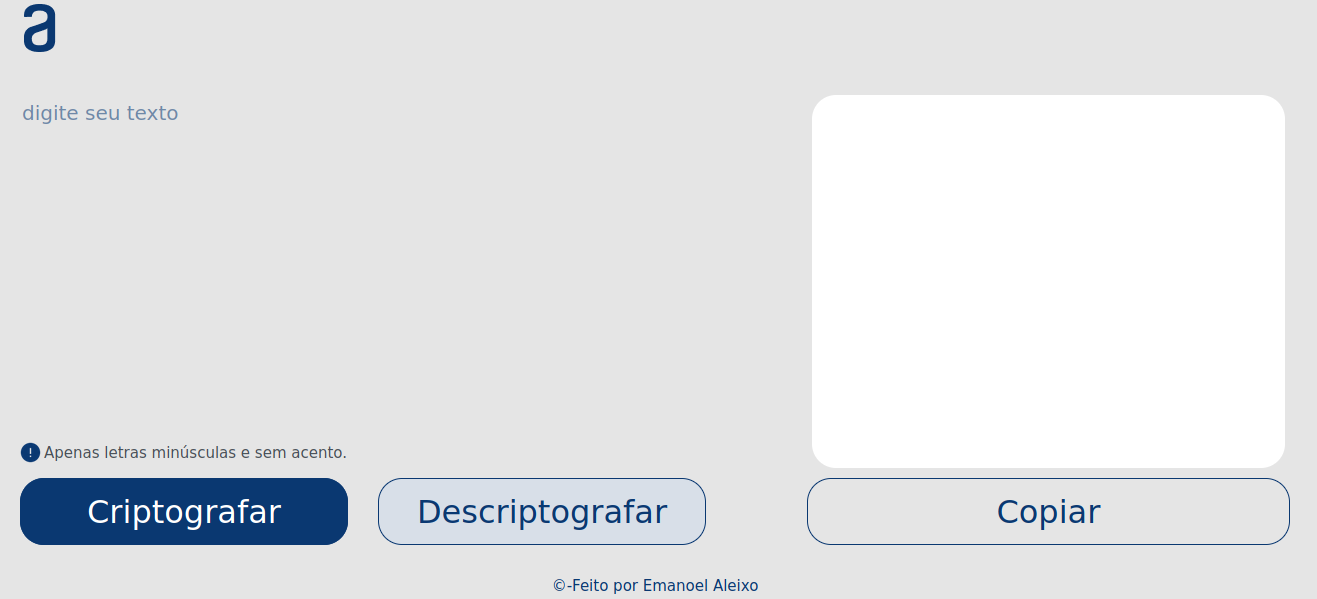 a
digite seu texto
! Apenas letras minúsculas e sem acento.
Criptografar
Descriptografar
Copiar
©-Feito por Emanoel Aleixo